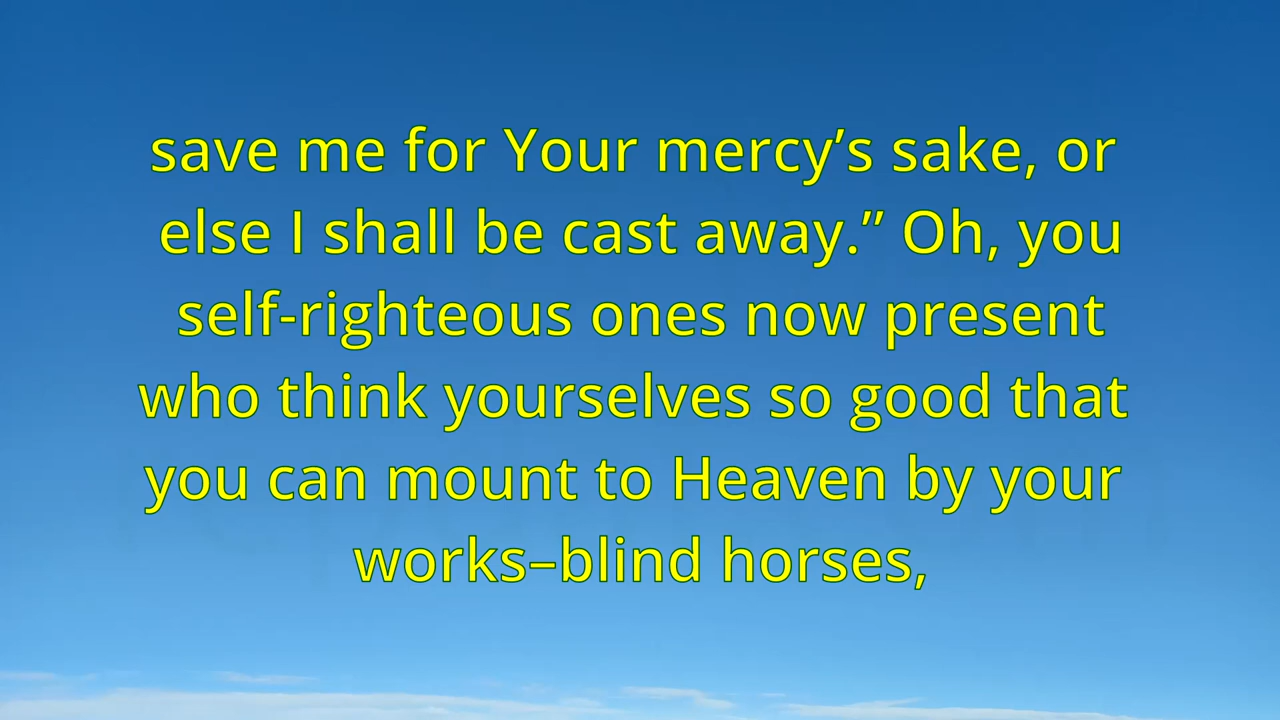 save me for Your mercy’s sake, or
else I shall be cast away.” Oh, you
self-righteous ones now present
who think yourselves so good that
you can mount to Heaven by your
works–blind horses,